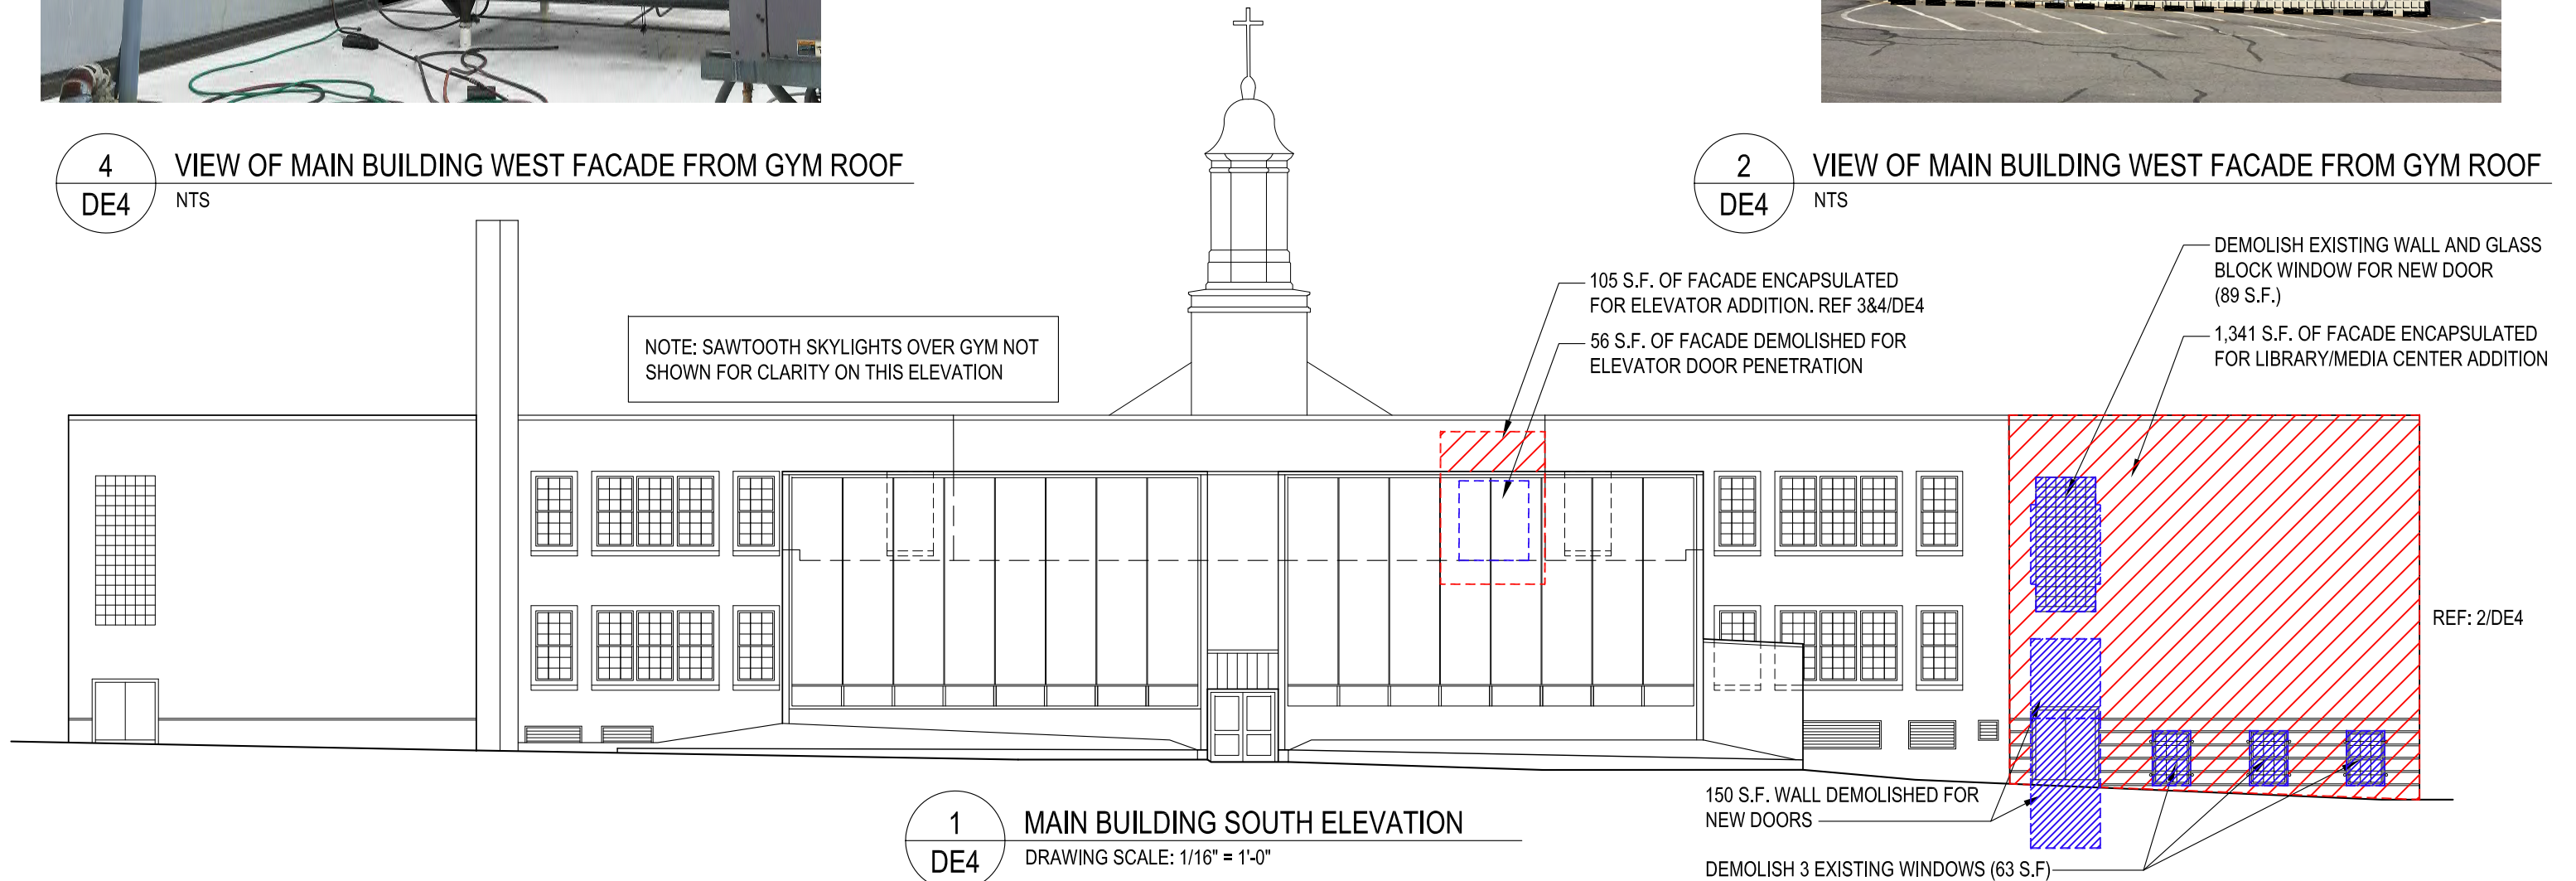 4
DE4
VIEW OF MAIN BUILDING WEST FACADE FROM GYM ROOF
NTS
2
DE4
VIEW OF MAIN BUILDING WEST FACADE FROM GYM ROOF
NTS
NOTE: SAWTOOTH SKYLIGHTS OVER GYM NOT
SHOWN FOR CLARITY ON THIS ELEVATION
105 S.F. OF FACADE ENCAPSULATED
FOR ELEVATOR ADDITION. REF 3&4/DE4
56 S.F. OF FACADE DEMOLISHED FOR
ELEVATOR DOOR PENETRATION
DEMOLISH EXISTING WALL AND GLASS
BLOCK WINDOW FOR NEW DOOR
(89 S.F.)
1,341 S.F. OF FACADE ENCAPSULATED
FOR LIBRARY/MEDIA CENTER ADDITION
REF: 2/DE4
150 S.F. WALL DEMOLISHED FOR
NEW DOORS
DEMOLISH 3 EXISTING WINDOWS (63 S.F)
1
DE4
MAIN BUILDING SOUTH ELEVATION
DRAWING SCALE: 1/16" = 1'-0"